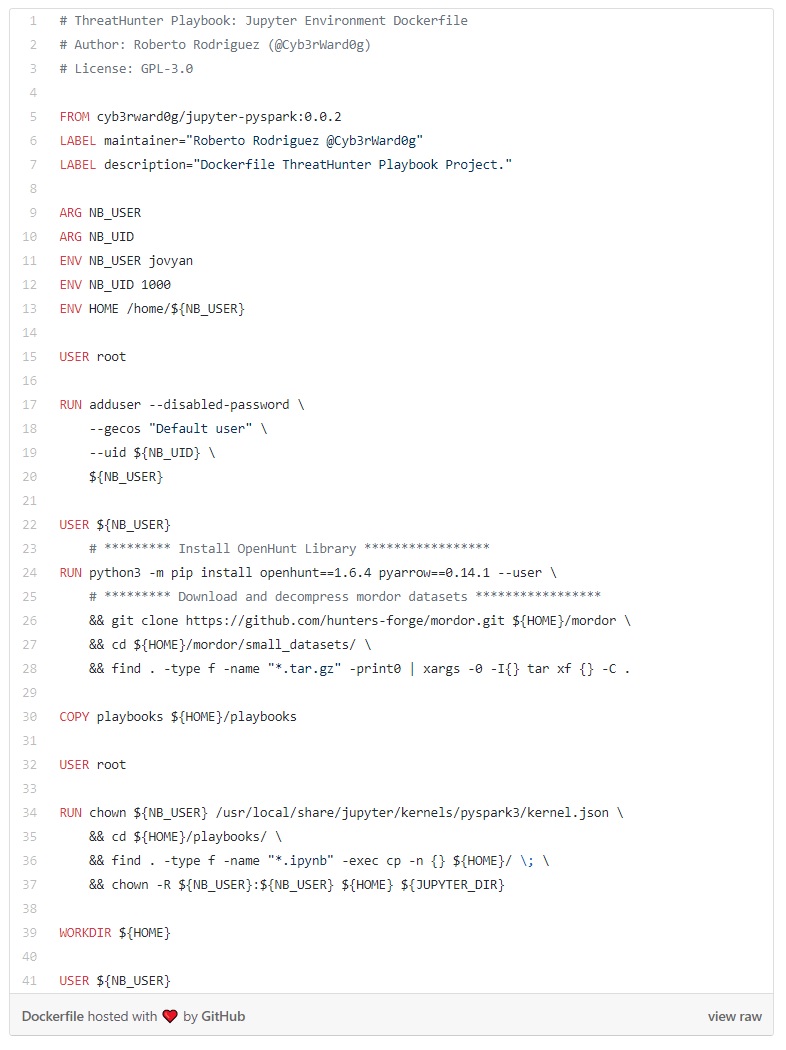 1 # ThreatHunter Playbook: Jupyter Environment Dockerfile
2 # Author: Roberto Rodriguez (@Cyb3rWard0g)
3 # License: GPL-3.0
4
5 FROM cyb3rward0g/jupyter-pyspark:0.0.2
6 LABEL maintainer="Roberto Rodriguez @Cyb3rWard0g"
7 LABEL description="Dockerfile ThreatHunter Playbook Project."
8
9 ARG NB_USER
10 ARG NB_UID
11 ENV NB_USER jovyan
12 ENV NB_UID 1000
13 ENV HOME /home/${NB_USER}
14
15 USER root
16
17 RUN adduser --disabled-password \
18     --gecos "Default user" \
19     --uid ${NB_UID} \
20     ${NB_USER}
21
22 USER ${NB_USER}
23     # ********* Install OpenHunt Library *****************
24 RUN python3 -m pip install openhunt==1.6.4 pyarrow==0.14.1 --user \
25     # ********* Download and decompress mordor datasets *****************
26     && git clone https://github.com/hunters-forge/mordor.git ${HOME}/mordor \
27     && cd ${HOME}/mordor/small_datasets/ \
28     && find . -type f -name "*.tar.gz" -print0 | xargs -0 -I{} tar xf {} -C .
29
30 COPY playbooks ${HOME}/playbooks
31
32 USER root
33
34 RUN chown ${NB_USER} /usr/local/share/jupyter/kernels/pyspark3/kernel.json \
35     && cd ${HOME}/playbooks/ \
36     && find . -type f -name "*.ipynb" -exec cp -n {} ${HOME}/ \; \
37     && chown -R ${NB_USER}:${NB_USER} ${HOME} ${JUPYTER_DIR}
38
39 WORKDIR ${HOME}
40
41 USER ${NB_USER}
Dockerfile hosted with ❤ by GitHub view raw